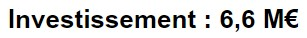 Investissement : 6,6 M€